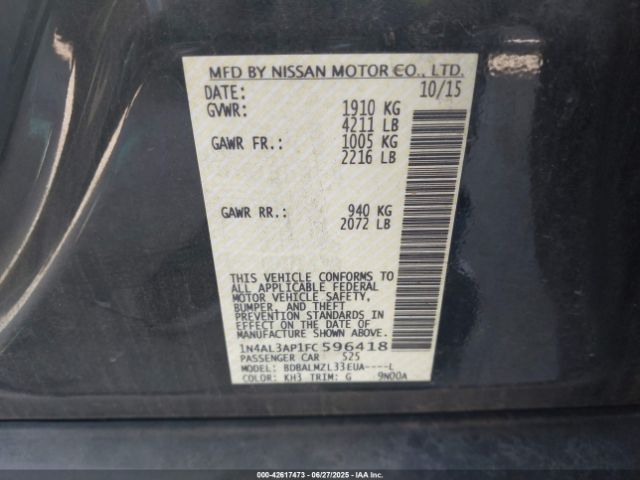 MFD BY NISSAN MOTOR CO., LTD.
DATE: 10/15
GVWR: 1910 KG
4211 LB
GAWR FR.: 1005 KG
2216 LB
GAWR RR.: 940 KG
2072 LB
THIS VEHICLE CONFORMS TO
ALL APPLICABLE FEDERAL
MOTOR VEHICLE SAFETY,
BUMPER, AND THEFT
PREVENTION STANDARDS IN
EFFECT ON THE DATE OF
MANUFACTURE SHOWN ABOVE.
1N4AL3AP1FC596418
PASSENGER CAR 525
MODEL: BDBALMZL33EUA----L
COLOR: KH3 TRIM: G 9N00A
000-42617473 - 06/27/2025 - IAAI.COM